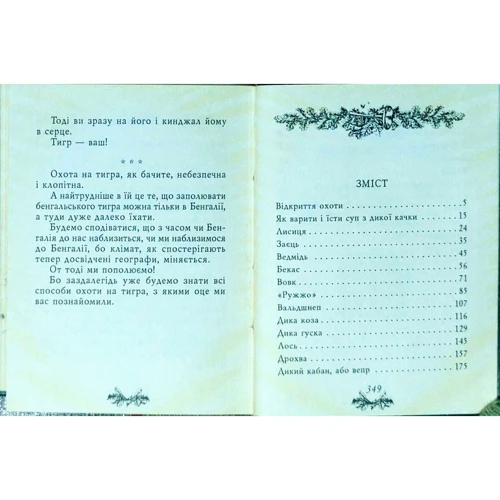 Тоді ви зразу на його і кинджал йому
в серце.
Тигр — ваш!
* * *
Охота на тигра, як бачите, небезпечна
і клопітна.
А найтрудніше в їй це те, що заполювати
бенгальського тигра можна тільки в Бенгалії,
а туди дуже далеко їхати.
Будемо сподіватися, що з часом чи Бен-
галія до нас наблизиться, чи ми наблизимося
до Бенгалії, бо клімат, як спостерігають
тепер досвідчені географи, міняється.
От тоді ми пополюємо!
Бо заздалегідь уже будемо знати всі
способи охоти на тигра, з якими оце ми
вас познайомили.
ЗМІСТ
Відкриття охоти 5
Як варити і їсти суп з дикої качки 15
Лисиця 24
Заєць 35
Ведмідь 45
Бекас 56
Вовк 71
«Ружжо» 85
Вальдшнеп 107
Дика коза 116
Дика гуска 129
Лось 145
Дрохва 157
Дикий кабан, або вепр 175
349